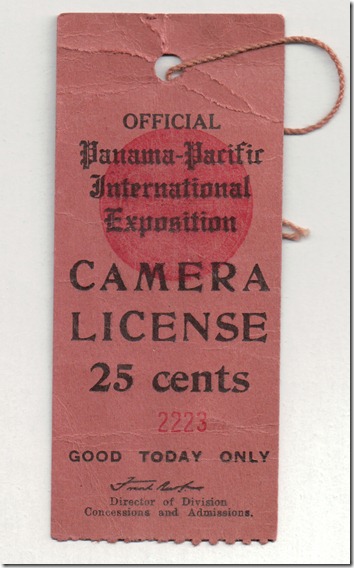 OFFICIAL
Panama-Pacific
International
Exposition
CAMERA
LICENSE
25 cents
2223
GOOD TODAY ONLY
Director of Division
Concessions and Admissions.